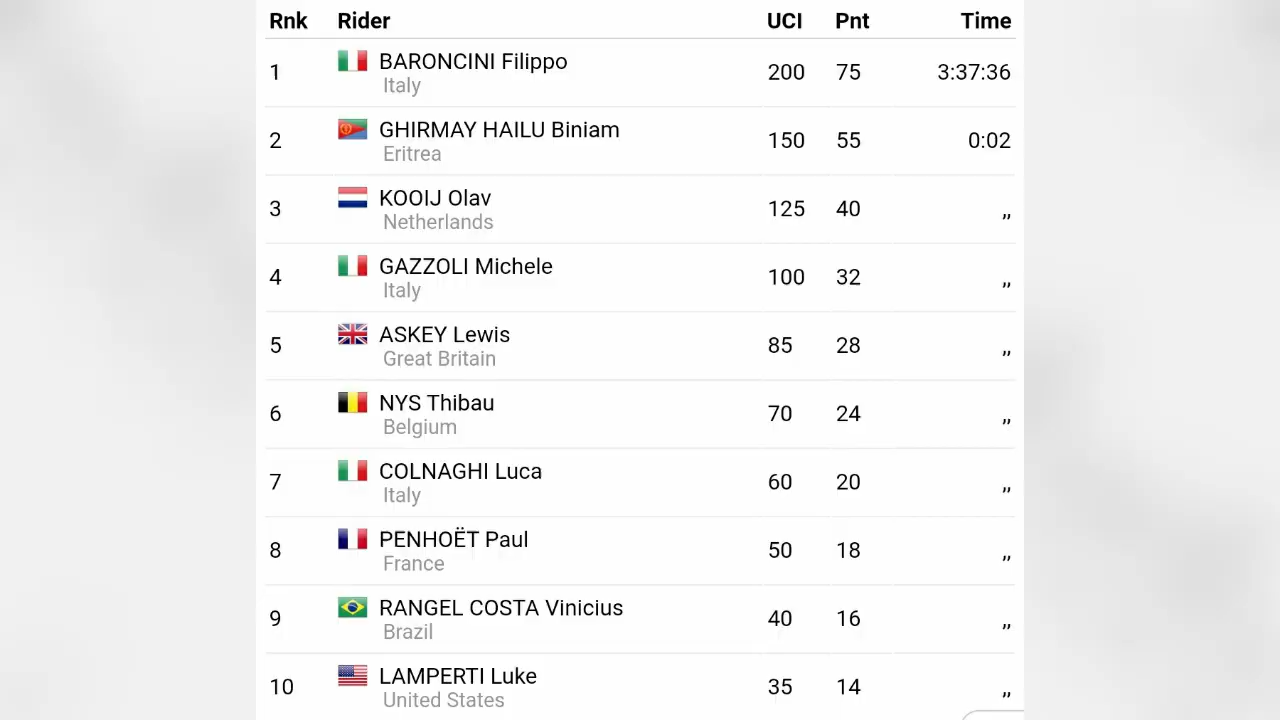 Rnk Rider UCI Pnt Time
1 BARONCINI Filippo 200 75 3:37:36
Italy
2 GHIRMAY HAILU Biniam 150 55 0:02
Eritrea
3 KOOIJ Olav 125 40 ,,
Netherlands
4 GAZZOLI Michele 100 32 ,,
Italy
5 ASKEY Lewis 85 28 ,,
Great Britain
6 NYS Thibau 70 24 ,,
Belgium
7 COLNAGHI Luca 60 20 ,,
Italy
8 PENHOËT Paul 50 18 ,,
France
9 RANGEL COSTA Vinicius 40 16 ,,
Brazil
10 LAMPERTI Luke 35 14 ,,
United States